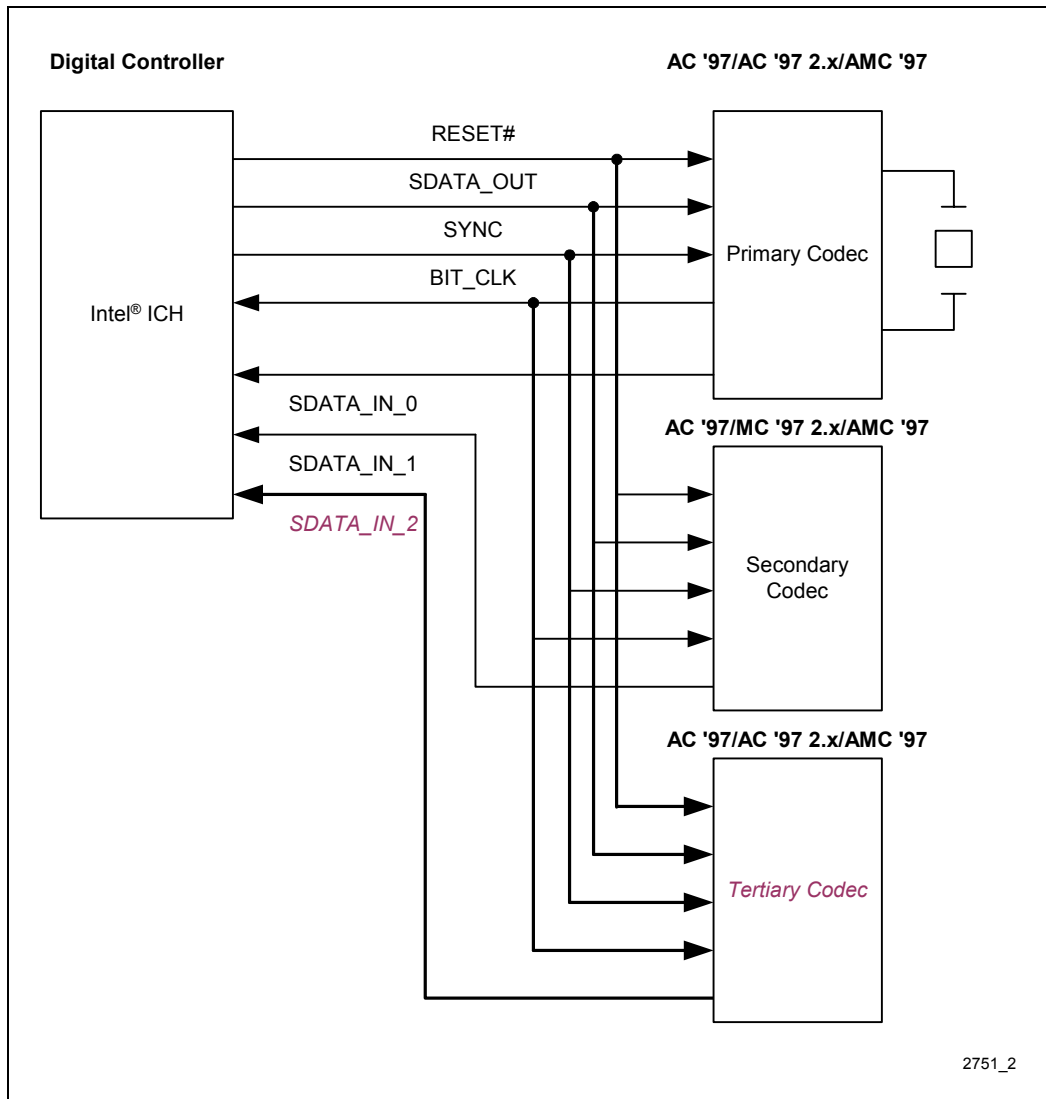 Digital Controller
AC '97/AC '97 2.x/AMC '97
RESET#
SDATA_OUT
SYNC
BIT_CLK
Primary Codec
Intel® ICH
SDATA_IN_0
AC '97/MC '97 2.x/AMC '97
SDATA_IN_1
SDATA_IN_2
Secondary
Codec
AC '97/AC '97 2.x/AMC '97
Tertiary Codec
2751_2